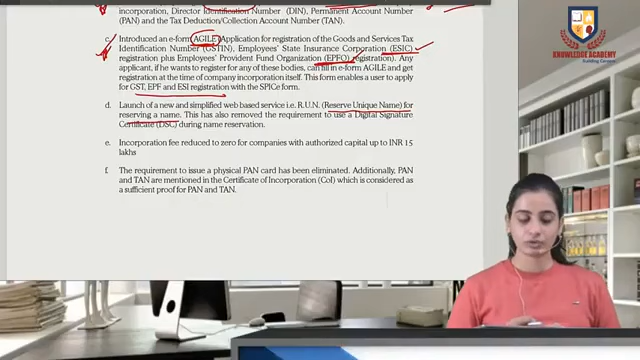 incorporation, Director Identification Number (DIN), Permanent Account Number
(PAN) and the Tax Deduction/Collection Account Number (TAN).
c. Introduced an e-form AGILE (Application for registration of the Goods and Services Tax
Identification Number (GSTIN), Employees' State Insurance Corporation (ESIC)
registration plus Employees' Provident Fund Organization (EPFO) registration). Any
applicant, if he wants to register for any of these bodies, can fill in e-form AGILE and get
registration at the time of company incorporation itself. This form enables a user to apply
for GST, EPF and ESI registration with the SPICe form.
d. Launch of a new and simplified web based service i.e. R.U.N. (Reserve Unique Name) for
reserving a name. This has also removed the requirement to use a Digital Signature
Certificate (DSC) during name reservation.
e. Incorporation fee reduced to zero for companies with authorized capital up to INR 15
lakhs
f. The requirement to issue a physical PAN card has been eliminated. Additionally, PAN
and TAN are mentioned in the Certificate of Incorporation (CoI) which is considered as
a sufficient proof for PAN and TAN.
KNOWLEDGE ACADEMY
Building Careers